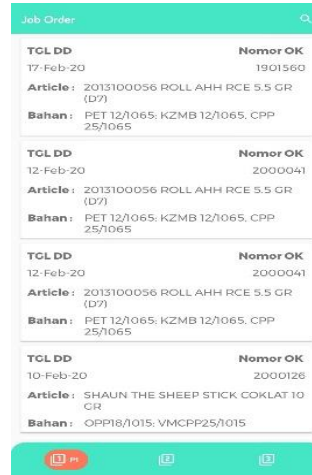 Job Order
TGL DD Nomor OK
17-Feb-20 1901560
Article : 2013100056 ROLL AHH RCE 5.5 GR
(D7)
Bahan : PET 12/1065; KZMB 12/1065, CPP
25/1065
TGL DD Nomor OK
12-Feb-20 2000041
Article : 2013100056 ROLL AHH RCE 5.5 GR
(D7)
Bahan : PET 12/1065; KZMB 12/1065, CPP
25/1065
TGL DD Nomor OK
12-Feb-20 2000041
Article : 2013100056 ROLL AHH RCE 5.5 GR
(D7)
Bahan : PET 12/1065; KZMB 12/1065, CPP
25/1065
TGL DD Nomor OK
10-Feb-20 2000126
Article : SHAUN THE SHEEP STICK COKLAT 10
GR
Bahan : OPP18/1015; VMCPP25/1015
1 P1 2 3